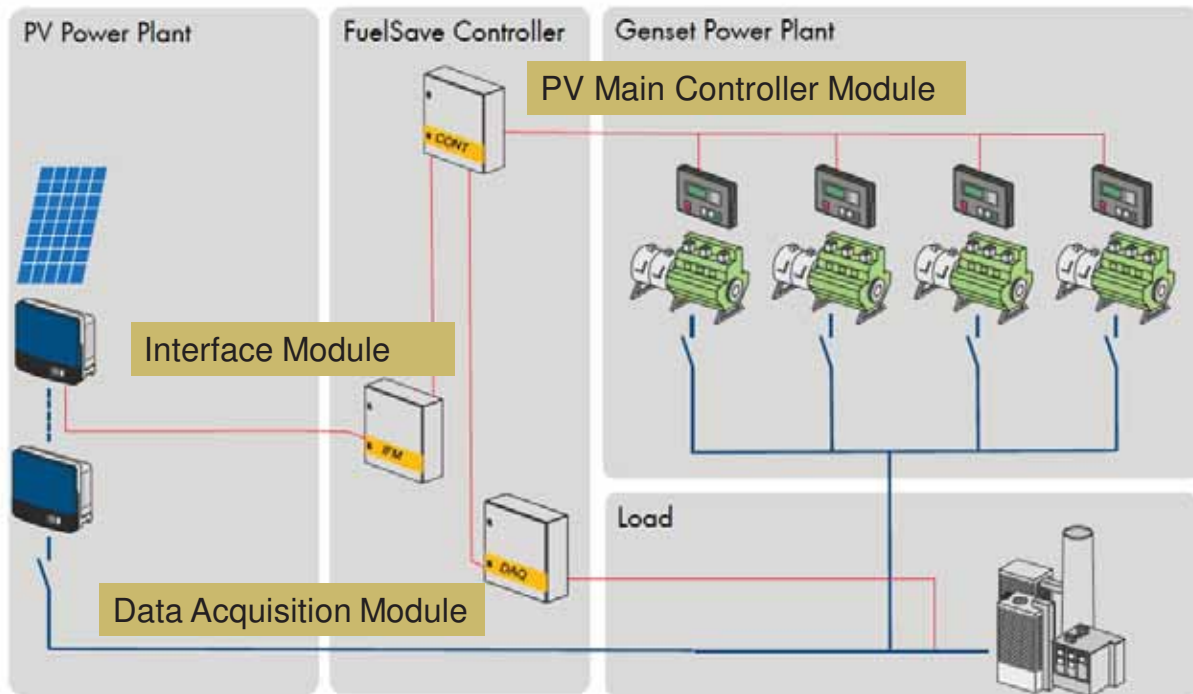 PV Power Plant
FuelSave Controller
Genset Power Plant
PV Main Controller Module
CONT
Interface Module
IFM
DAQ
Load
Data Acquisition Module